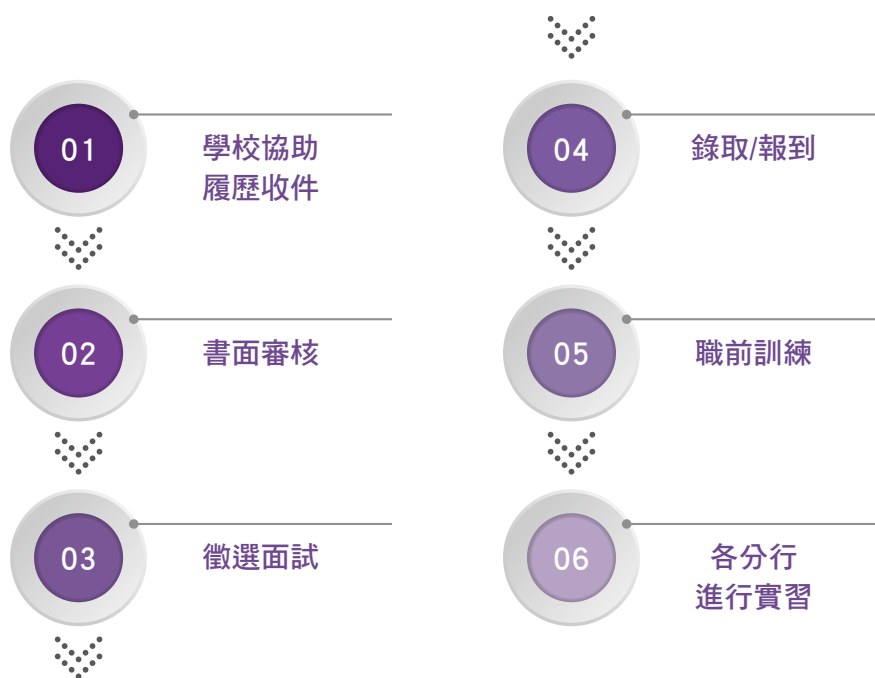 01
學校協助
履歷收件
02
書面審核
03
徵選面試
04
錄取/報到
05
職前訓練
06
各分行
進行實習